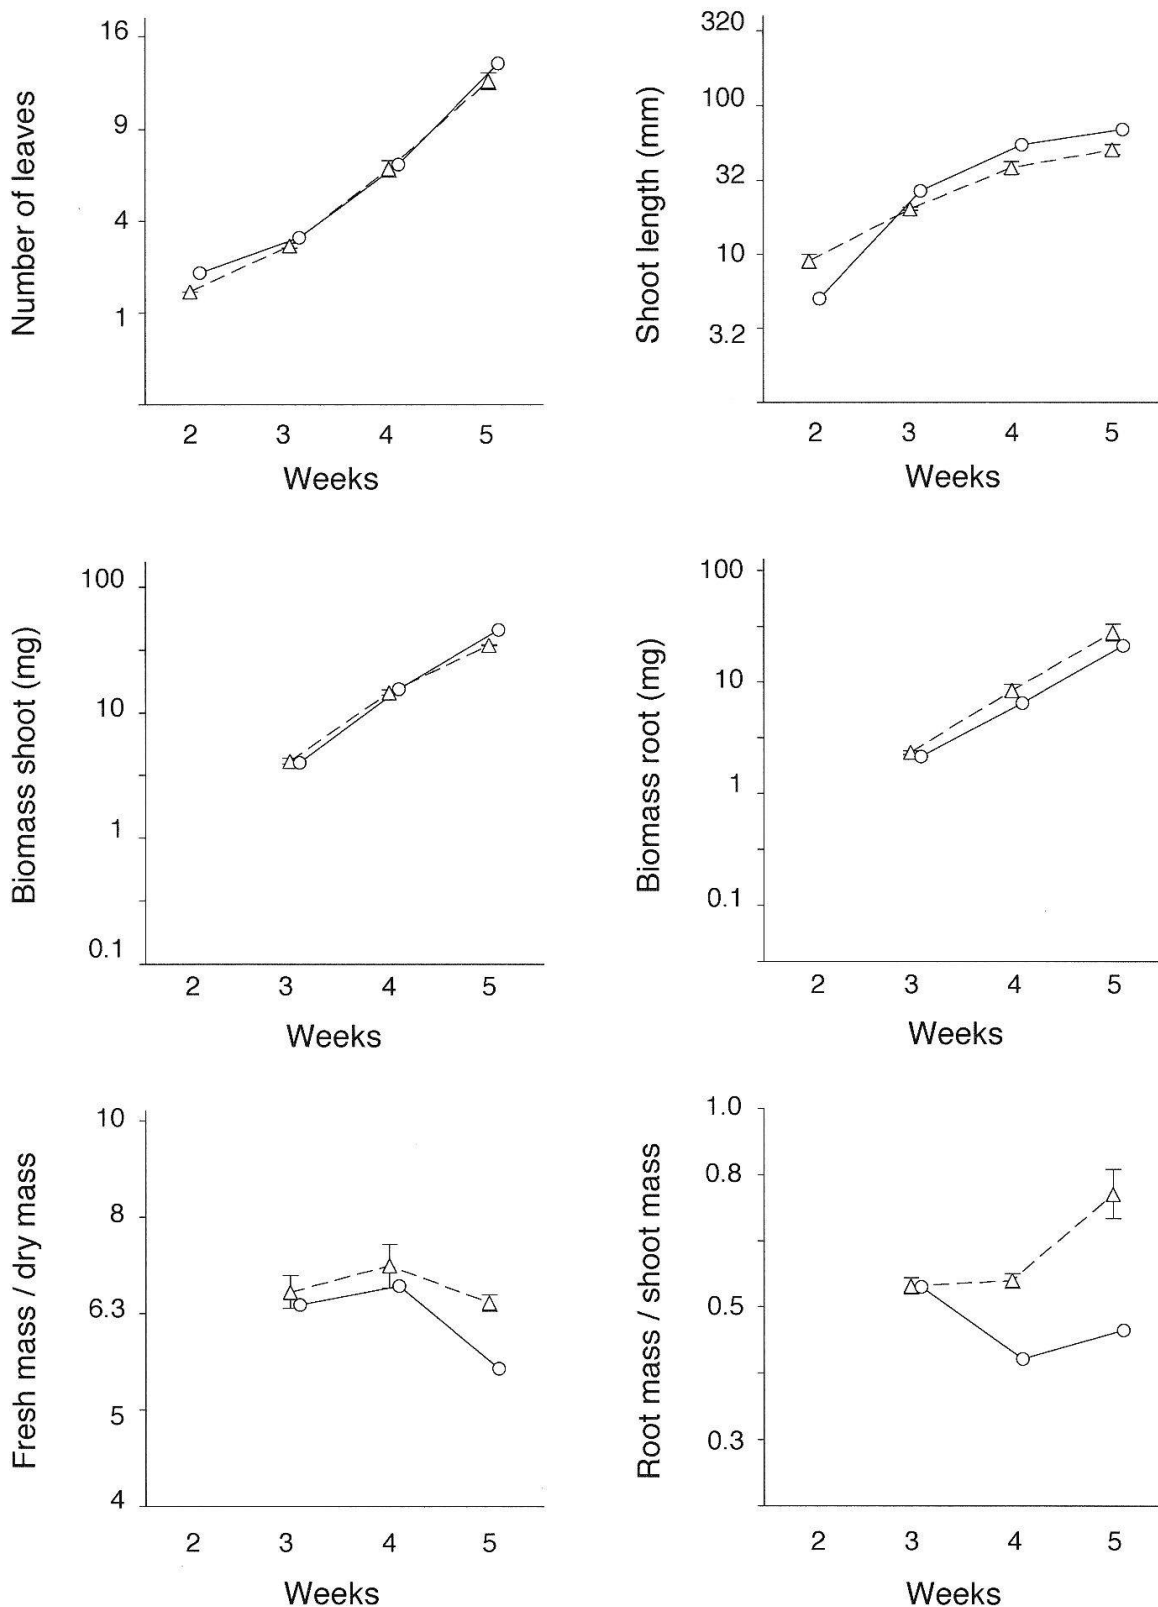 Number of leaves
16
9
4
1
2 3 4 5
Weeks
Shoot length (mm)
320
100
32
10
3.2
2 3 4 5
Weeks
Biomass shoot (mg)
100
10
1
0.1
2 3 4 5
Weeks
Biomass root (mg)
100
10
1
0.1
2 3 4 5
Weeks
Fresh mass / dry mass
10
8
6.3
5
4
2 3 4 5
Weeks
Root mass / shoot mass
1.0
0.8
0.5
0.3
2 3 4 5
Weeks